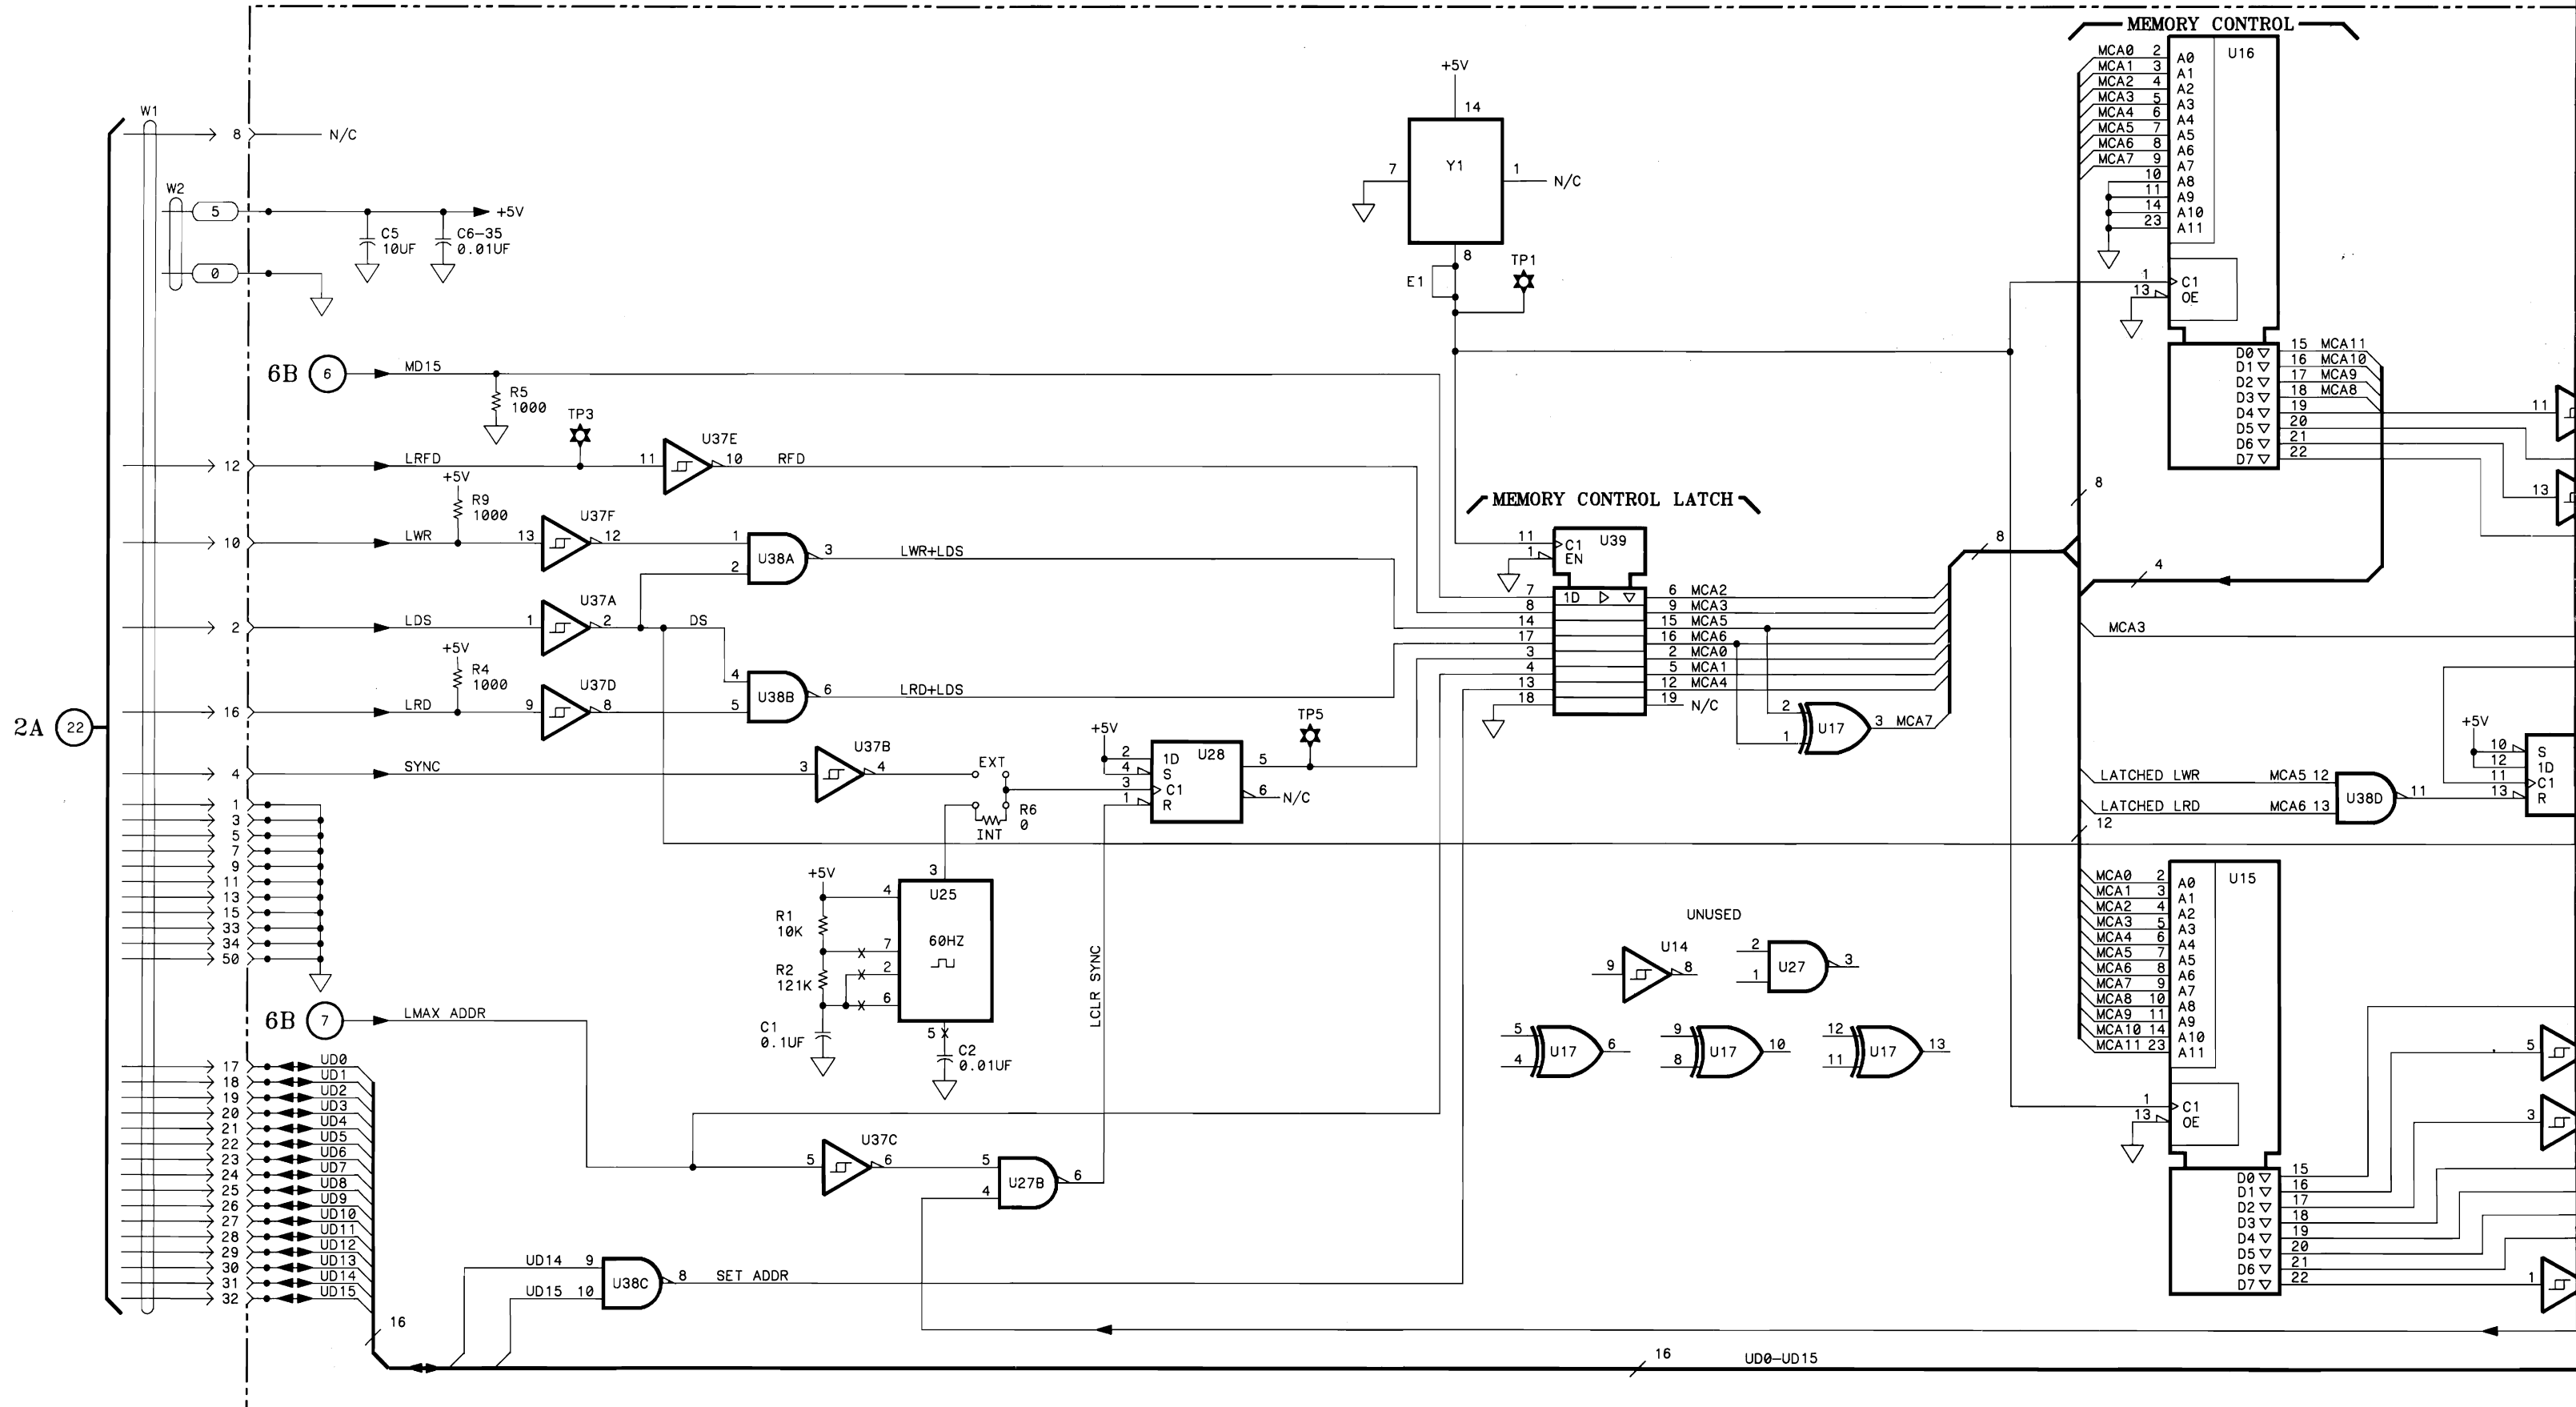 MEMORY CONTROL
U16
MCA0 2 A0
MCA1 3 A1
MCA2 4 A2
MCA3 5 A3
MCA4 6 A4
MCA5 7 A5
MCA6 8 A6
MCA7 9 A7
10 A8
11 A9
14 A10
23 A11
1 C1
13 OE
D0 15 MCA11
D1 16 MCA10
D2 17 MCA9
D3 18 MCA8
D4 19
D5 20
D6 21
D7 22
11
13
8
4
+5V
14
Y1
7
1 N/C
8
E1
TP1
W1
8 N/C
W2
5 +5V
C5
10UF
C6-35
0.01UF
0
6B 6 MD15
R5
1000
TP3
12 LRFD 11 U37E 10 RFD
+5V
R9
1000
10 LWR 13 U37F 12
1
2
U38A 3 LWR+LDS
2 LDS 1 U37A 2 DS
+5V
R4
1000
4
5
U38B 6 LRD+LDS
16 LRD 9 U37D 8
2A 22
4 SYNC 3 U37B 4
EXT
R6
0
INT
+5V
U28
2 1D
4 S
3 C1
1 R
5
6 N/C
TP5
MEMORY CONTROL LATCH
U39
11 C1
1 EN
1D
7 6 MCA2
8 9 MCA3
14 15 MCA5
17 16 MCA6
3 2 MCA0
4 5 MCA1
13 12 MCA4
18 19 N/C
8
2
1
U17
3 MCA7
MCA3
LATCHED LWR MCA5 12
LATCHED LRD MCA6 13
U38D 11
12
+5V
10 S
12 1D
11 C1
13 R
1
3
5
7
9
11
13
15
33
34
50
+5V
R1
10K
R2
121K
C1
0.1UF
3
U25
60HZ
4
7
2
6
5
C2
0.01UF
LCLR SYNC
UNUSED
9 U14 8
2
1
U27 3
5
4
U17 6
9
8
U17 10
12
11
U17 13
U15
MCA0 2 A0
MCA1 3 A1
MCA2 4 A2
MCA3 5 A3
MCA4 6 A4
MCA5 7 A5
MCA6 8 A6
MCA7 9 A7
MCA8 10 A8
MCA9 11 A9
MCA10 14 A10
MCA11 23 A11
1 C1
13 OE
D0 15
D1 16
D2 17
D3 18
D4 19
D5 20
D6 21
D7 22
5
3
1
6B 7 LMAX ADDR
5 U37C 6
5
4
U27B 6
17 UD0
18 UD1
19 UD2
20 UD3
21 UD4
22 UD5
23 UD6
24 UD7
25 UD8
26 UD9
27 UD10
28 UD11
29 UD12
30 UD13
31 UD14
32 UD15
16
UD14 9
UD15 10
U38C 8 SET ADDR
16 UD0-UD15